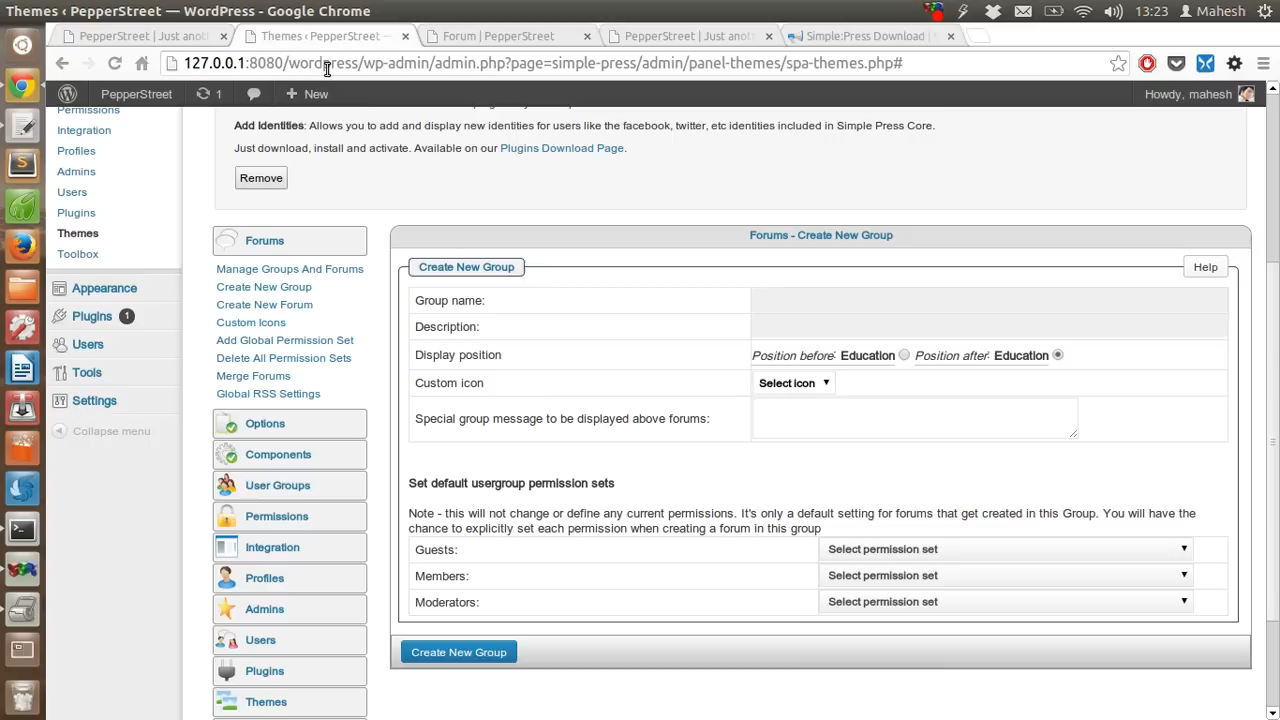 Themes ‹ PepperStreet — WordPress - Google Chrome
13:23
Mahesh
PepperStreet | Just anot
Themes ‹ PepperStreet —
Forum | PepperStreet
PepperStreet | Just anot
Simple:Press Download |
127.0.0.1:8080/wordpress/wp-admin/admin.php?page=simple-press/admin/panel-themes/spa-themes.php#
PepperStreet
1
New
Howdy, mahesh
Permissions
Integration
Profiles
Admins
Users
Plugins
Themes
Toolbox
Appearance
Plugins 1
Users
Tools
Settings
Collapse menu
Add Identities: Allows you to add and display new identities for users like the facebook, twitter, etc identities included in Simple Press Core.
Just download, install and activate. Available on our Plugins Download Page.
Remove
Forums
Manage Groups And Forums
Create New Group
Create New Forum
Custom Icons
Add Global Permission Set
Delete All Permission Sets
Merge Forums
Global RSS Settings
Options
Components
User Groups
Permissions
Integration
Profiles
Admins
Users
Plugins
Themes
Forums - Create New Group
Create New Group
Help
Group name:
Description:
Display position
Position before: Education
Position after: Education
Custom icon
Select icon
Special group message to be displayed above forums:
Set default usergroup permission sets
Note - this will not change or define any current permissions. It's only a default setting for forums that get created in this Group. You will have the
chance to explicitly set each permission when creating a forum in this group
Guests:
Select permission set
Members:
Select permission set
Moderators:
Select permission set
Create New Group